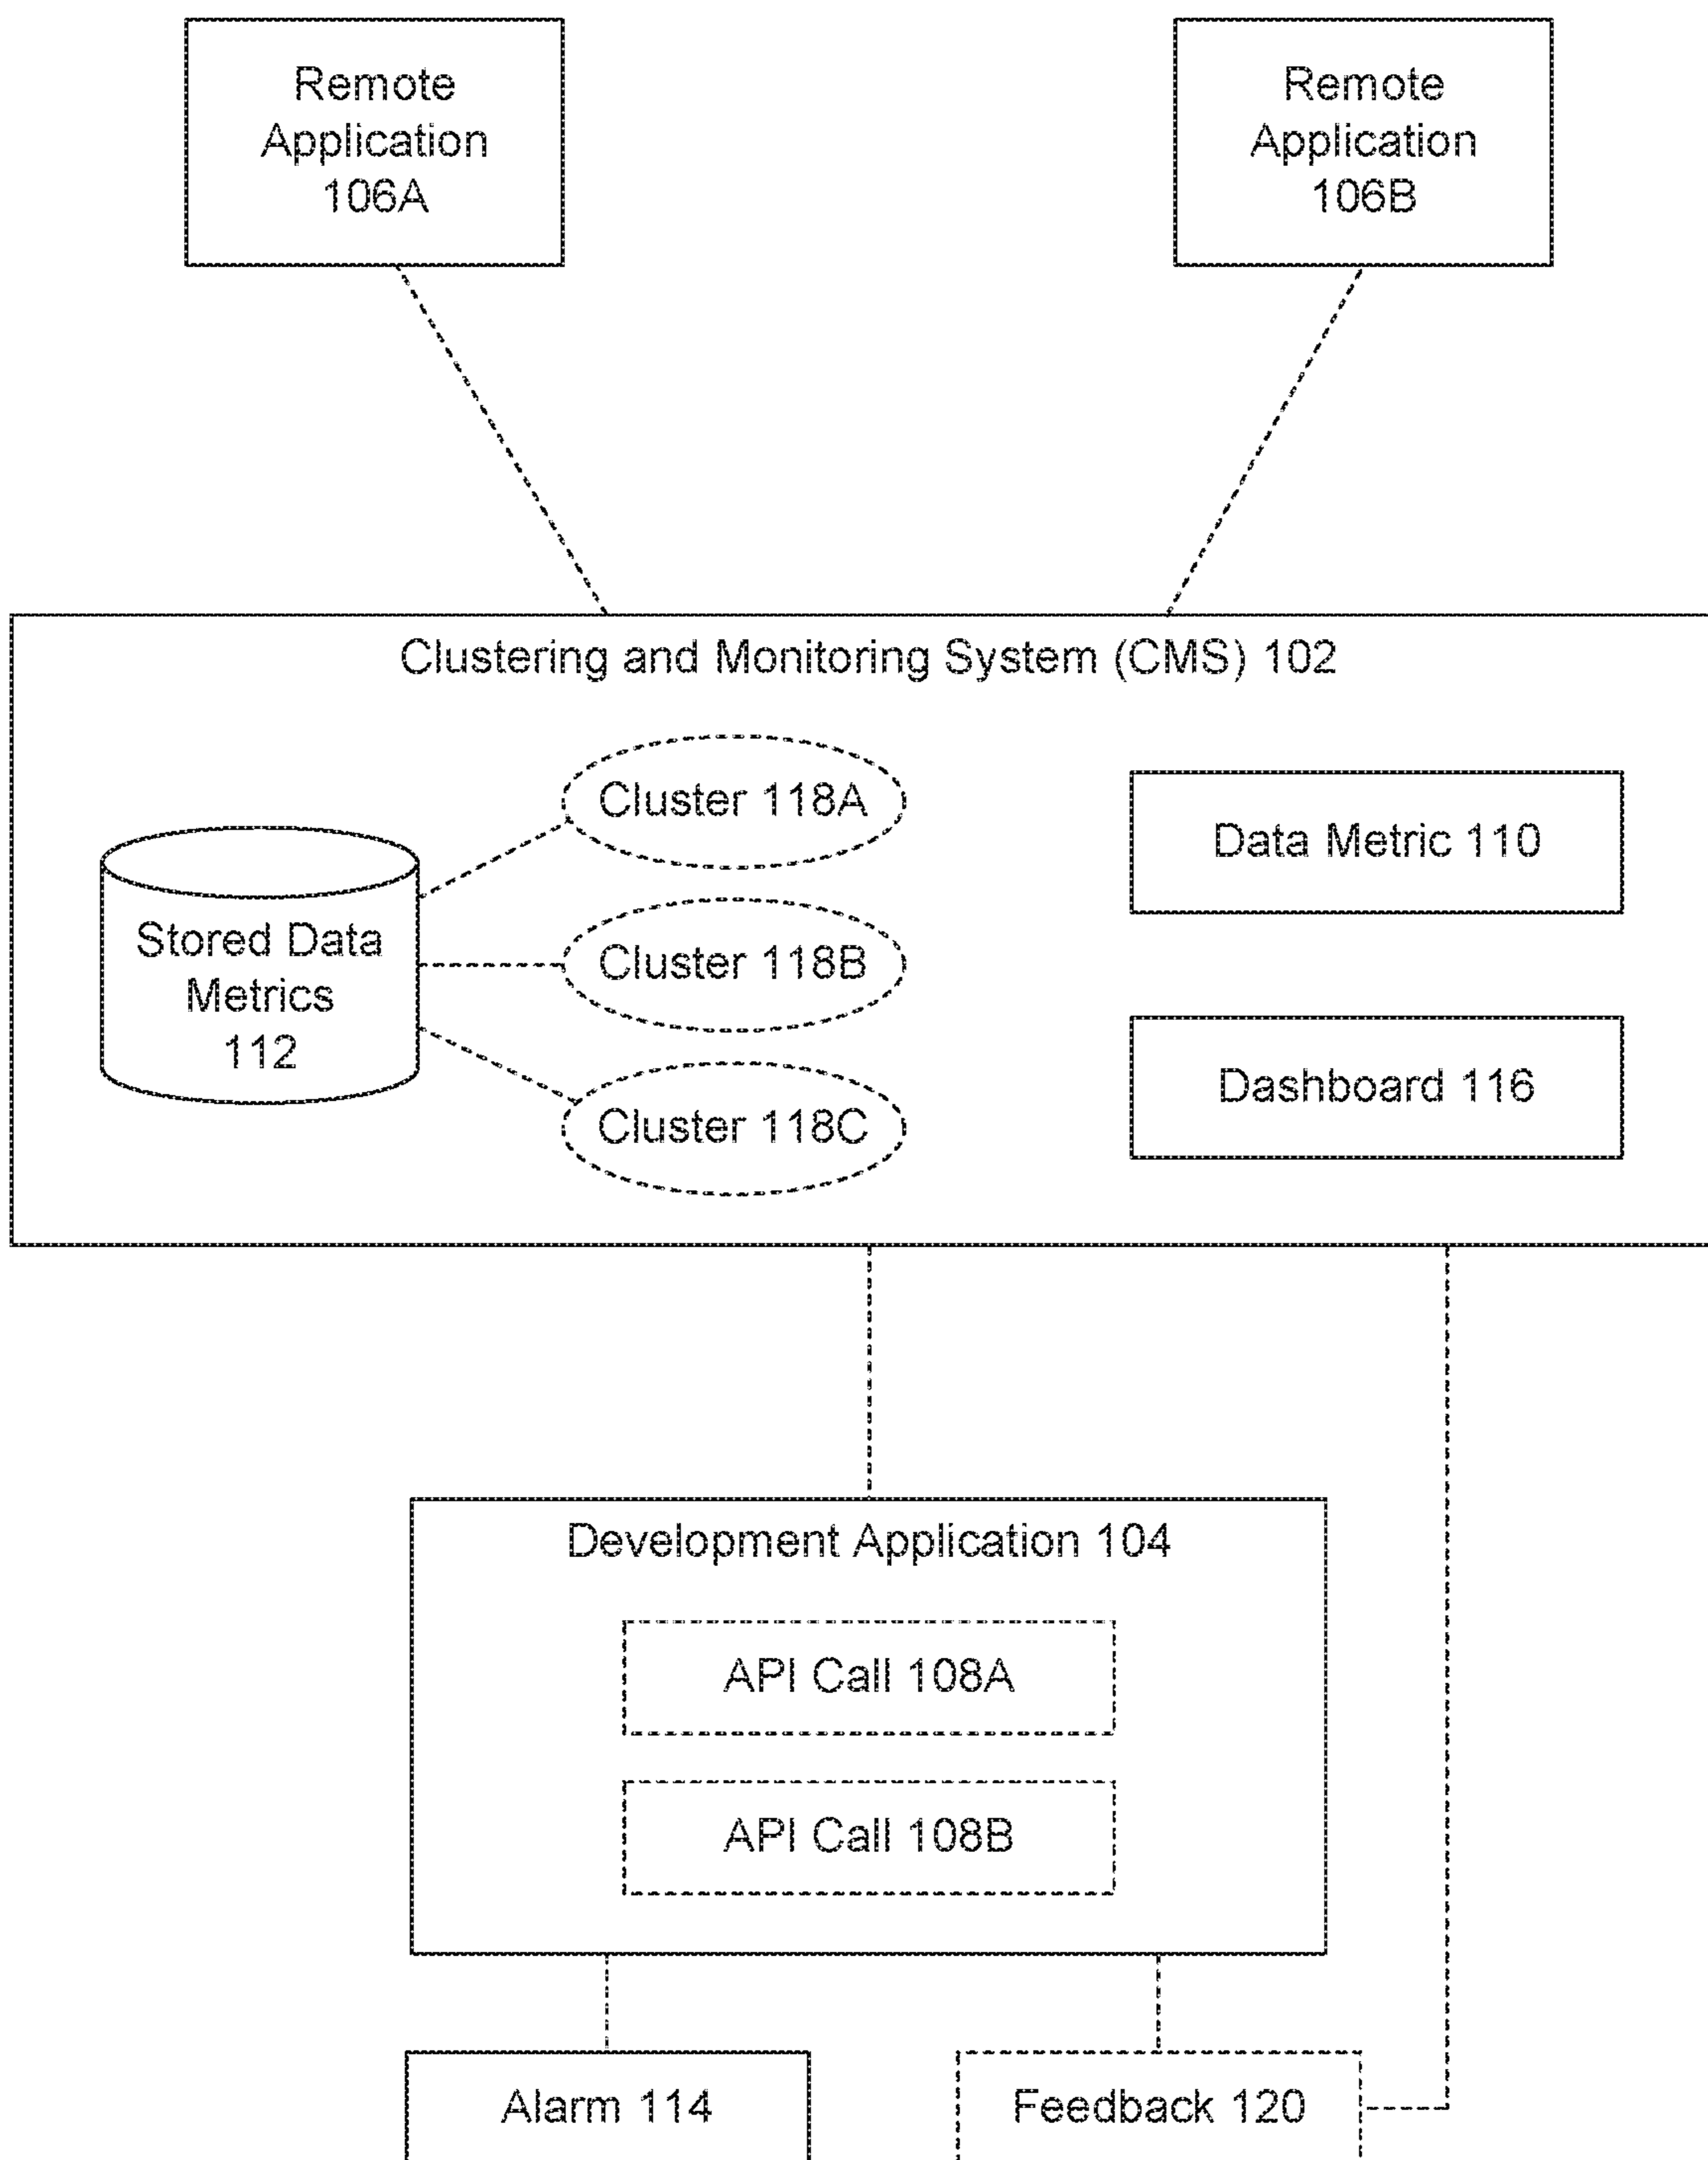 Remote
Application
106A
Remote
Application
106B
Clustering and Monitoring System (CMS) 102
Cluster 118A
Data Metric 110
Stored Data
Metrics
112
Cluster 118B
Dashboard 116
Cluster 118C
Development Application 104
API Call 108A
API Call 108B
Alarm 114
Feedback 120